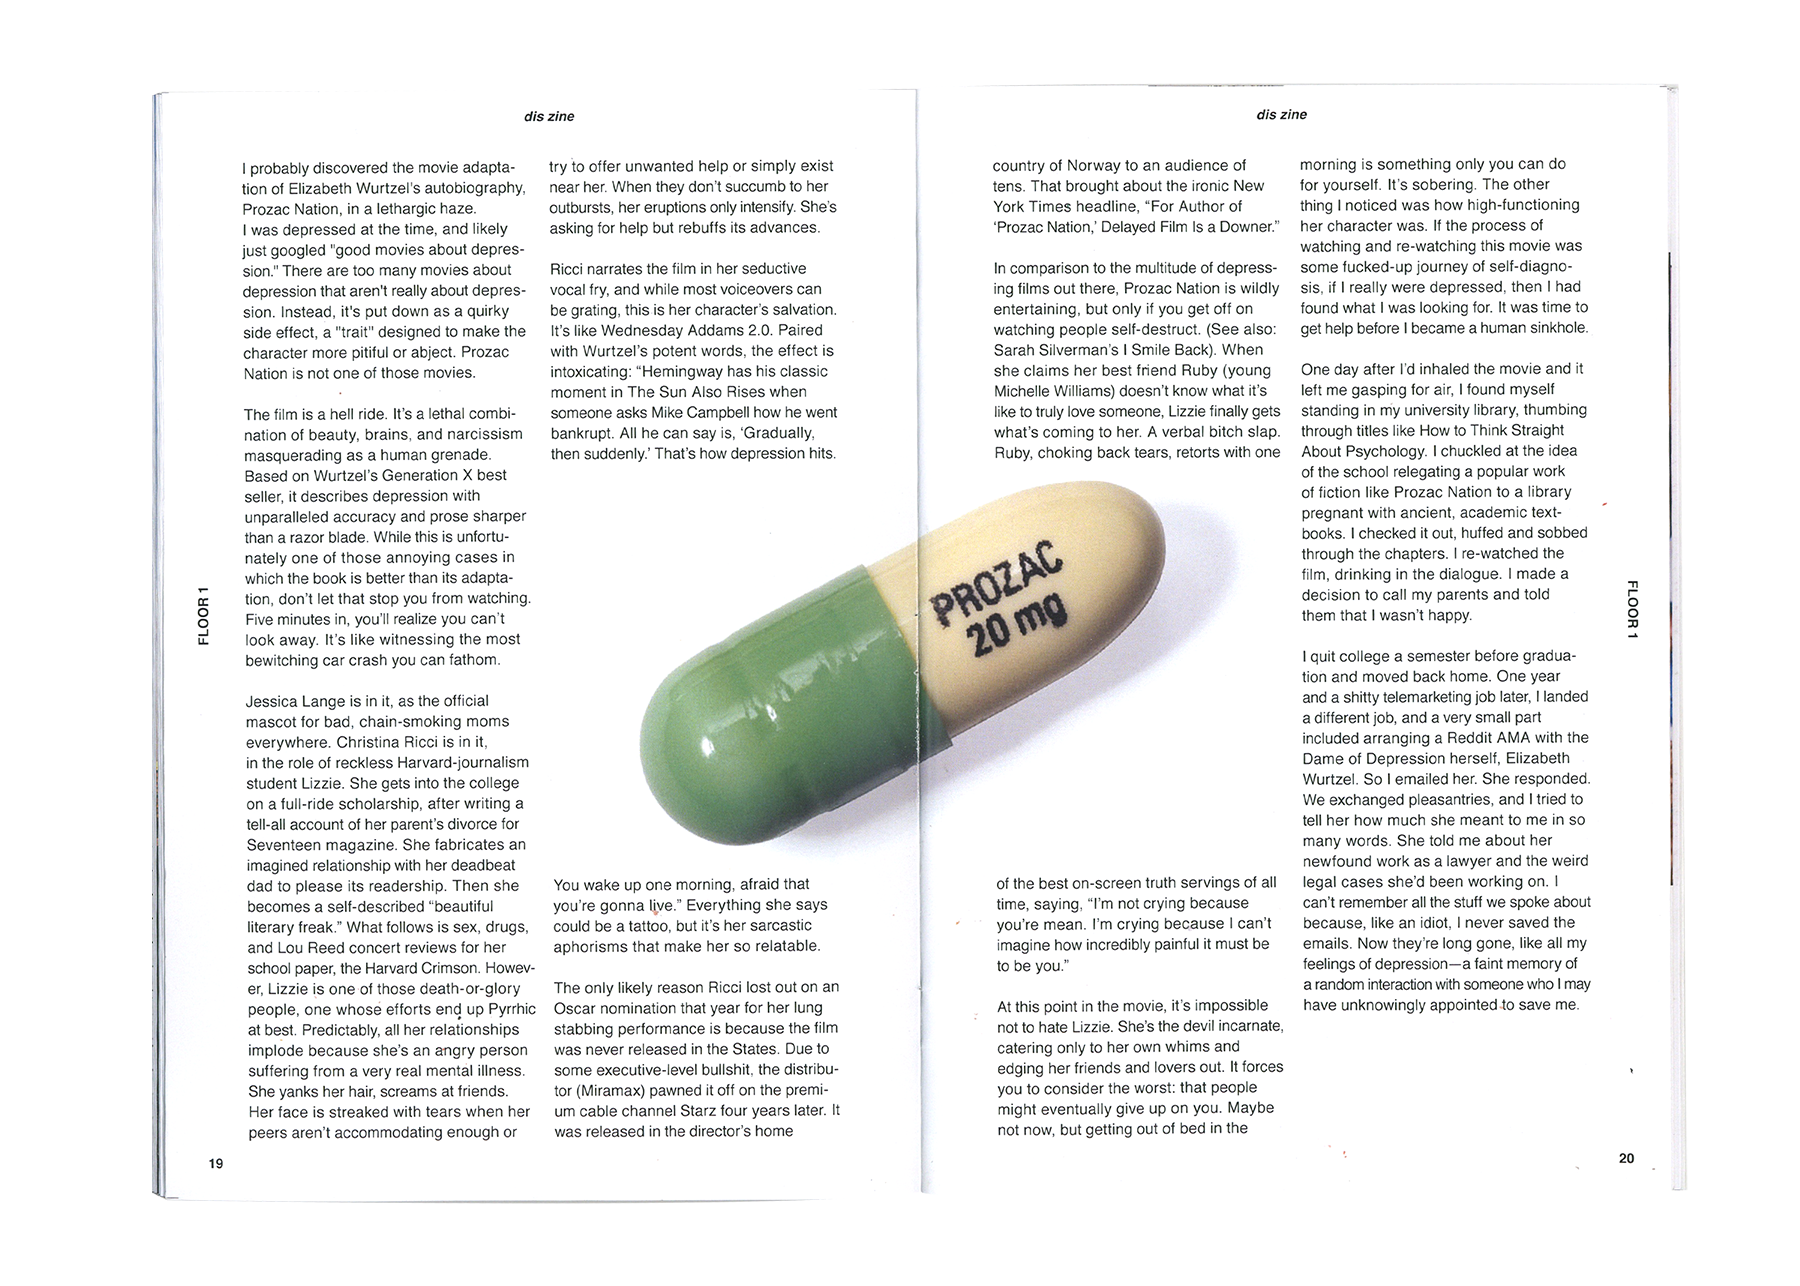 dis zine
I probably discovered the movie adapta-
tion of Elizabeth Wurtzel's autobiography,
Prozac Nation, in a lethargic haze.
I was depressed at the time, and likely
just googled "good movies about depres-
sion." There are too many movies about
depression that aren't really about depres-
sion. Instead, it's put down as a quirky
side effect, a "trait" designed to make the
character more pitiful or abject. Prozac
Nation is not one of those movies.
The film is a hell ride. It's a lethal combi-
nation of beauty, brains, and narcissism
masquerading as a human grenade.
Based on Wurtzel's Generation X best
seller, it describes depression with
unparalleled accuracy and prose sharper
than a razor blade. While this is unfortu-
nately one of those annoying cases in
which the book is better than its adapta-
tion, don't let that stop you from watching.
Five minutes in, you'll realize you can't
look away. It's like witnessing the most
bewitching car crash you can fathom.
Jessica Lange is in it, as the official
mascot for bad, chain-smoking moms
everywhere. Christina Ricci is in it,
in the role of reckless Harvard-journalism
student Lizzie. She gets into the college
on a full-ride scholarship, after writing a
tell-all account of her parent's divorce for
Seventeen magazine. She fabricates an
imagined relationship with her deadbeat
dad to please its readership. Then she
becomes a self-described "beautiful
literary freak." What follows is sex, drugs,
and Lou Reed concert reviews for her
school paper, the Harvard Crimson. Howev-
er, Lizzie is one of those death-or-glory
people, one whose efforts end up Pyrrhic
at best. Predictably, all her relationships
implode because she's an angry person
suffering from a very real mental illness.
She yanks her hair, screams at friends.
Her face is streaked with tears when her
peers aren't accommodating enough or
try to offer unwanted help or simply exist
near her. When they don't succumb to her
outbursts, her eruptions only intensify. She's
asking for help but rebuffs its advances.
Ricci narrates the film in her seductive
vocal fry, and while most voiceovers can
be grating, this is her character's salvation.
It's like Wednesday Addams 2.0. Paired
with Wurtzel's potent words, the effect is
intoxicating: "Hemingway has his classic
moment in The Sun Also Rises when
someone asks Mike Campbell how he went
bankrupt. All he can say is, 'Gradually,
then suddenly.' That's how depression hits.
You wake up one morning, afraid that
you're gonna live." Everything she says
could be a tattoo, but it's her sarcastic
aphorisms that make her so relatable.
The only likely reason Ricci lost out on an
Oscar nomination that year for her lung
stabbing performance is because the film
was never released in the States. Due to
some executive-level bullshit, the distribu-
tor (Miramax) pawned it off on the premi-
um cable channel Starz four years later. It
was released in the director's home
FLOOR 1
19
dis zine
country of Norway to an audience of
tens. That brought about the ironic New
York Times headline, "For Author of
'Prozac Nation,' Delayed Film Is a Downer."
In comparison to the multitude of depress-
ing films out there, Prozac Nation is wildly
entertaining, but only if you get off on
watching people self-destruct. (See also:
Sarah Silverman's I Smile Back). When
she claims her best friend Ruby (young
Michelle Williams) doesn't know what it's
like to truly love someone, Lizzie finally gets
what's coming to her. A verbal bitch slap.
Ruby, choking back tears, retorts with one
PROZAC
20 mg
of the best on-screen truth servings of all
time, saying, "I'm not crying because
you're mean. I'm crying because I can't
imagine how incredibly painful it must be
to be you."
At this point in the movie, it's impossible
not to hate Lizzie. She's the devil incarnate,
catering only to her own whims and
edging her friends and lovers out. It forces
you to consider the worst: that people
might eventually give up on you. Maybe
not now, but getting out of bed in the
morning is something only you can do
for yourself. It's sobering. The other
thing I noticed was how high-functioning
her character was. If the process of
watching and re-watching this movie was
some fucked-up journey of self-diagno-
sis, if I really were depressed, then I had
found what I was looking for. It was time to
get help before I became a human sinkhole.
One day after I'd inhaled the movie and it
left me gasping for air, I found myself
standing in my university library, thumbing
through titles like How to Think Straight
About Psychology. I chuckled at the idea
of the school relegating a popular work
of fiction like Prozac Nation to a library
pregnant with ancient, academic text-
books. I checked it out, huffed and sobbed
through the chapters. I re-watched the
film, drinking in the dialogue. I made a
decision to call my parents and told
them that I wasn't happy.
I quit college a semester before gradua-
tion and moved back home. One year
and a shitty telemarketing job later, I landed
a different job, and a very small part
included arranging a Reddit AMA with the
Dame of Depression herself, Elizabeth
Wurtzel. So I emailed her. She responded.
We exchanged pleasantries, and I tried to
tell her how much she meant to me in so
many words. She told me about her
newfound work as a lawyer and the weird
legal cases she'd been working on. I
can't remember all the stuff we spoke about
because, like an idiot, I never saved the
emails. Now they're long gone, like all my
feelings of depression—a faint memory of
a random interaction with someone who I may
have unknowingly appointed to save me.
FLOOR 1
20